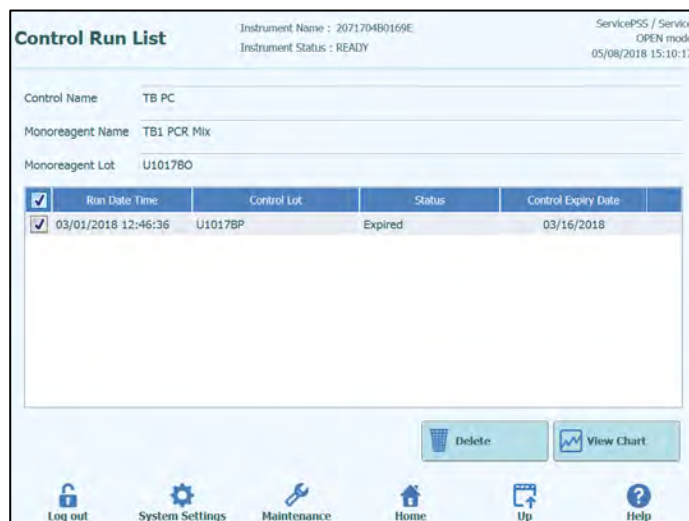 Control Run List
Instrument Name : 2071704B0169E
Instrument Status : READY
ServicePSS / Service
OPEN mode
05/08/2018 15:10:17
Control Name TB PC
Monoreagent Name TB1 PCR Mix
Monoreagent Lot U1017BO
Run Date Time Control Lot Status Control Expiry Date
03/01/2018 12:46:36 U1017BP Expired 03/16/2018
Delete View Chart
Log out System Settings Maintenance Home Up Help